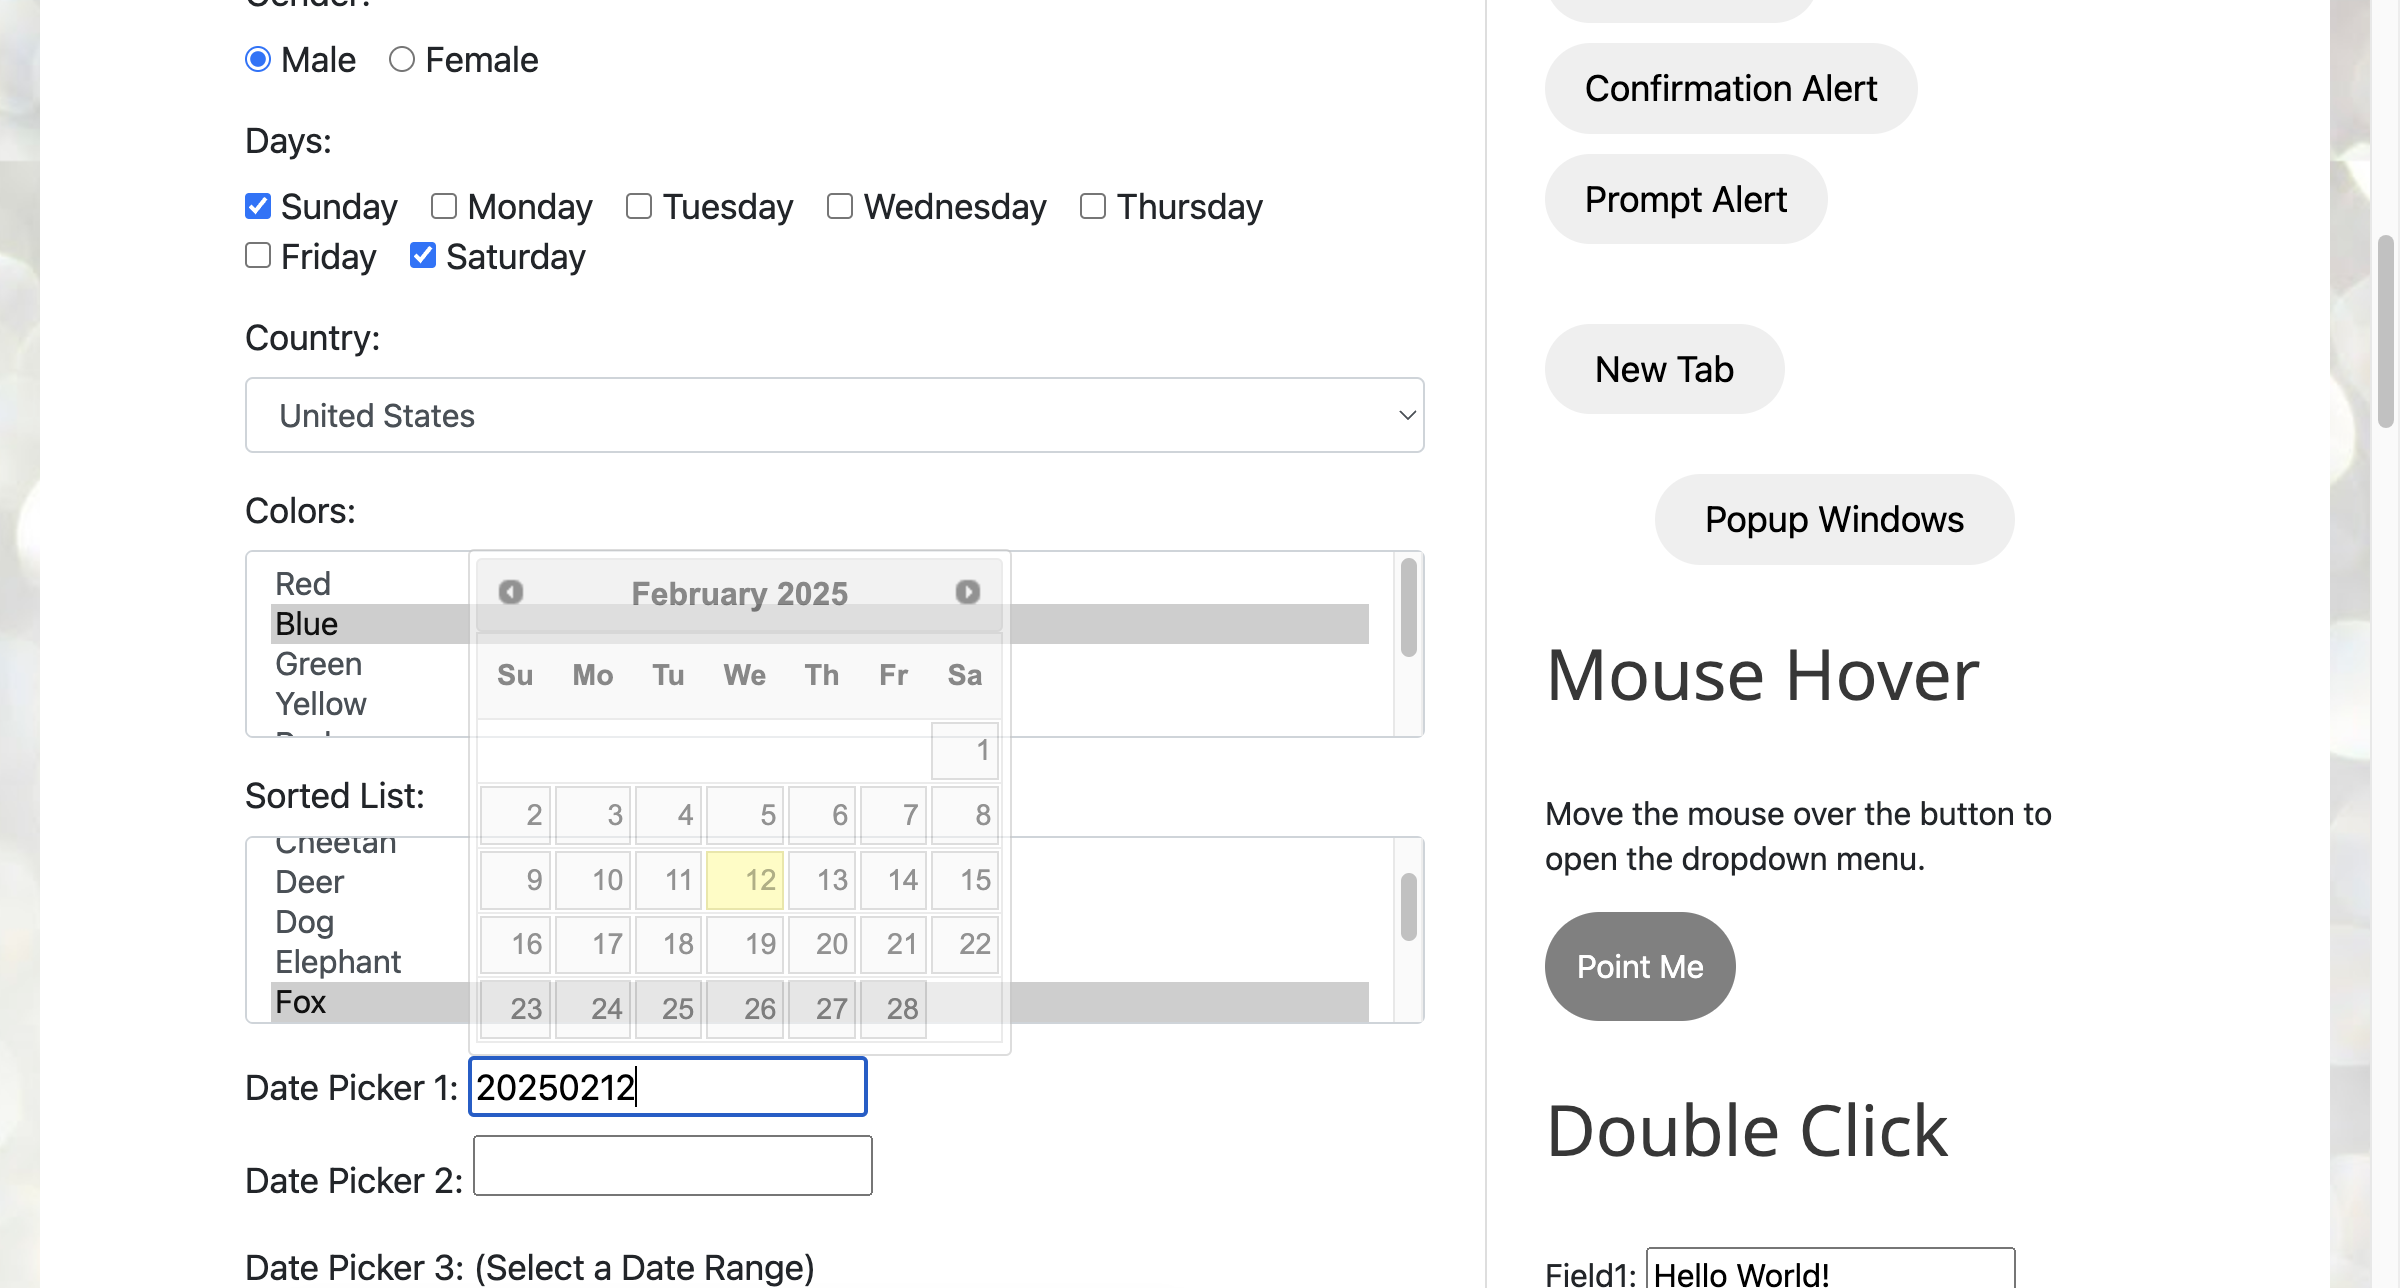 Gender:
Male Female
Days:
Sunday Monday Tuesday Wednesday Thursday
Friday Saturday
Country:
United States
Colors:
Red
Blue
Green
Yellow
February 2025
Su Mo Tu We Th Fr Sa
1
2 3 4 5 6 7 8
9 10 11 12 13 14 15
16 17 18 19 20 21 22
23 24 25 26 27 28
Sorted List:
Cheetah
Deer
Dog
Elephant
Fox
Date Picker 1: 20250212
Date Picker 2:
Date Picker 3: (Select a Date Range)
Confirmation Alert
Prompt Alert
New Tab
Popup Windows
Mouse Hover
Move the mouse over the button to
open the dropdown menu.
Point Me
Double Click
Field1: Hello World!